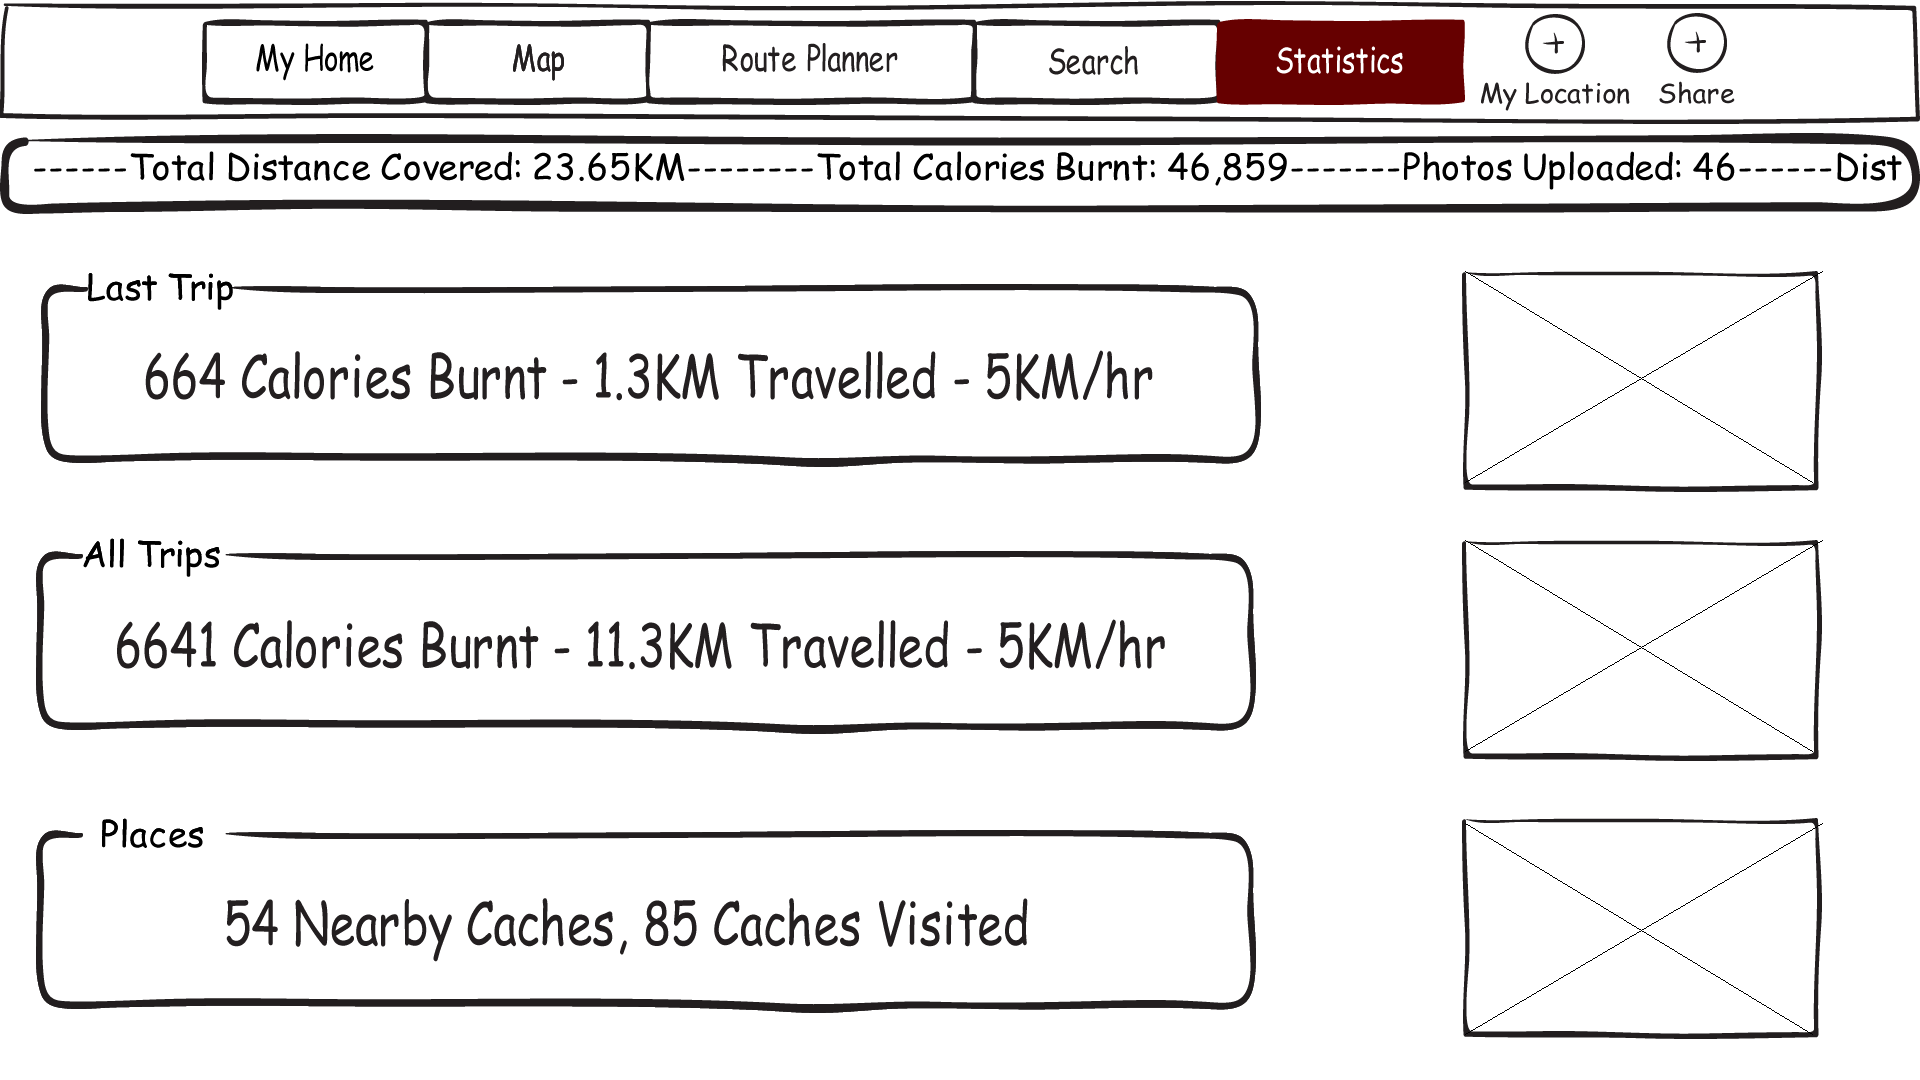 My Home Map Route Planner Search Statistics
My Location Share
------Total Distance Covered: 23.65KM--------Total Calories Burnt: 46,859-------Photos Uploaded: 46------Dist
Last Trip
664 Calories Burnt - 1.3KM Travelled - 5KM/hr
All Trips
6641 Calories Burnt - 11.3KM Travelled - 5KM/hr
Places
54 Nearby Caches, 85 Caches Visited